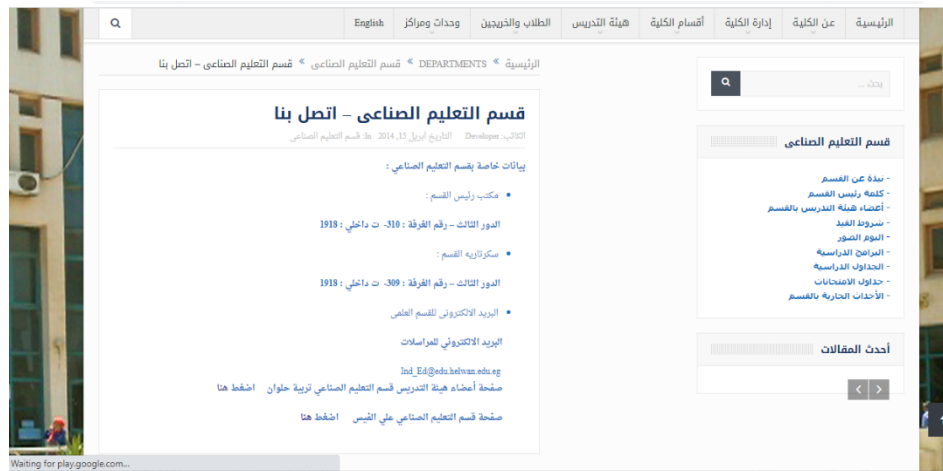 الرئيسية عن الكلية إدارة الكلية أقسام الكلية هيئة التدريس الطلاب والخريجين وحدات ومراكز English
الرئيسية » DEPARTMENTS » قسم التعليم الصناعى » قسم التعليم الصناعى – اتصل بنا
بحث ...
قسم التعليم الصناعى
- نبذة عن القسم
- كلمة رئيس القسم
- أعضاء هيئة التدريس بالقسم
- شروط القيد
- البوم الصور
- البرامج الدراسية
- الجداول الدراسية
- جداول الامتحانات
- الأحداث الجارية بالقسم
أحدث المقالات
قسم التعليم الصناعى – اتصل بنا
الكاتب: Developer التاريخ أبريل 15, 2014 In: قسم التعليم الصناعى
بيانات خاصة بقسم التعليم الصناعي :
مكتب رئيس القسم :
الدور الثالث – رقم الغرفة : 310- ت داخلي : 1918
سكرتاريه القسم :
الدور الثالث – رقم الغرفة : 309- ت داخلي : 1918
البريد الالكترونى للقسم العلمى
البريد الالكتروني للمراسلات
Ind_Ed@edu.helwan.edu.eg
صفحة أعضاء هيئة التدريس قسم التعليم الصناعي تربية حلوان اضغط هنا
صفحة قسم التعليم الصناعي علي الفيس اضغط هنا
Waiting for play.google.com...